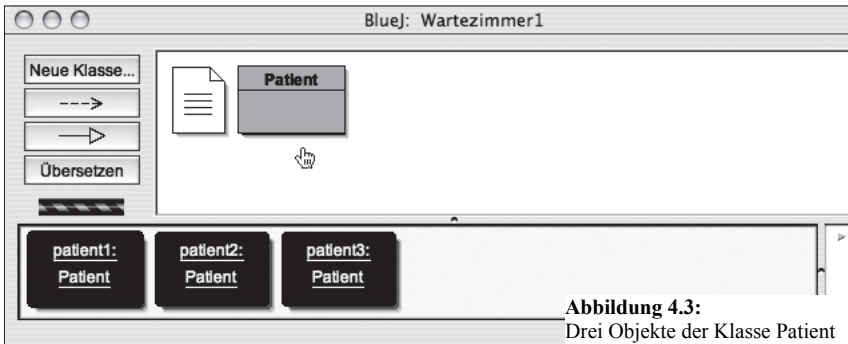 BlueJ: Wartezimmer1
Neue Klasse...
Übersetzen
Patient
patient1:
Patient
patient2:
Patient
patient3:
Patient
Abbildung 4.3:
Drei Objekte der Klasse Patient